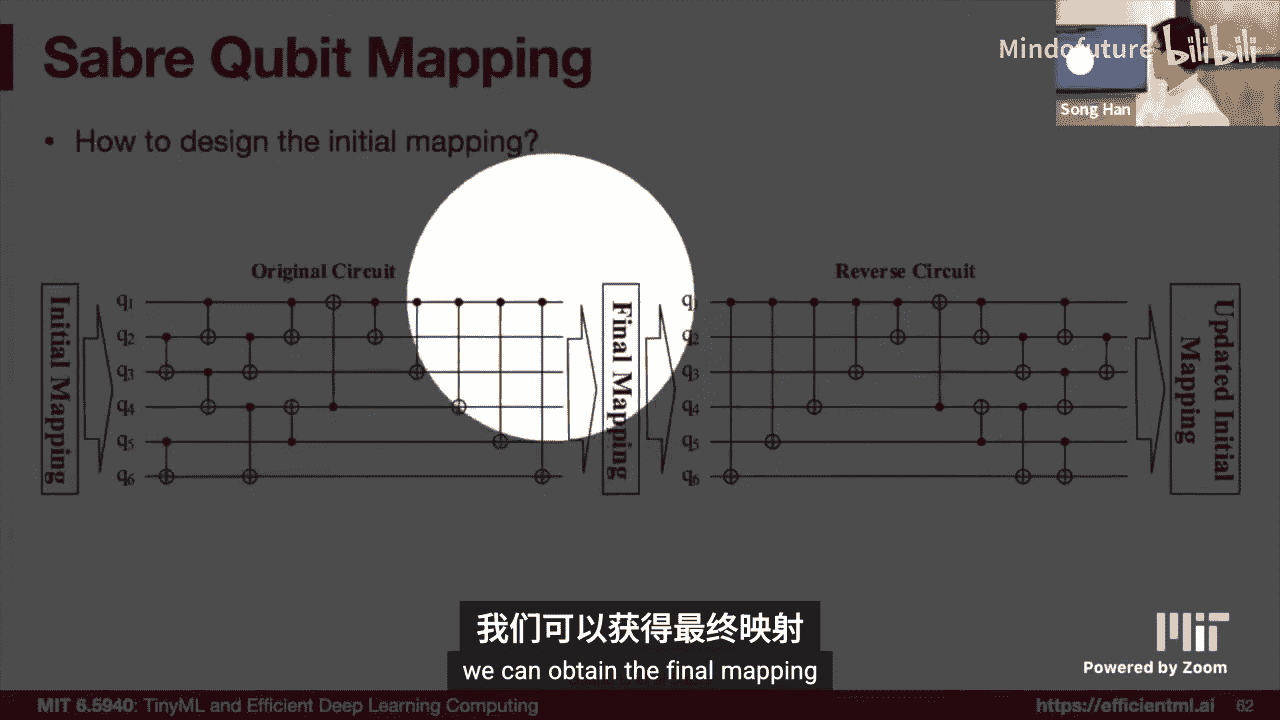 Sabre Qubit Mapping
Mindofuture bilibili
Song Han
• How to design the initial mapping?
Original Circuit
Reverse Circuit
Initial Mapping
q1
q2
q3
q4
q5
q6
Final Mapping
q1
q2
q3
q4
q5
q6
Updated Initial
Mapping
我们可以获得最终映射
we can obtain the final mapping
MIT
Powered by Zoom
MIT 6.5940: TinyML and Efficient Deep Learning Computing
https://efficientml.ai
62